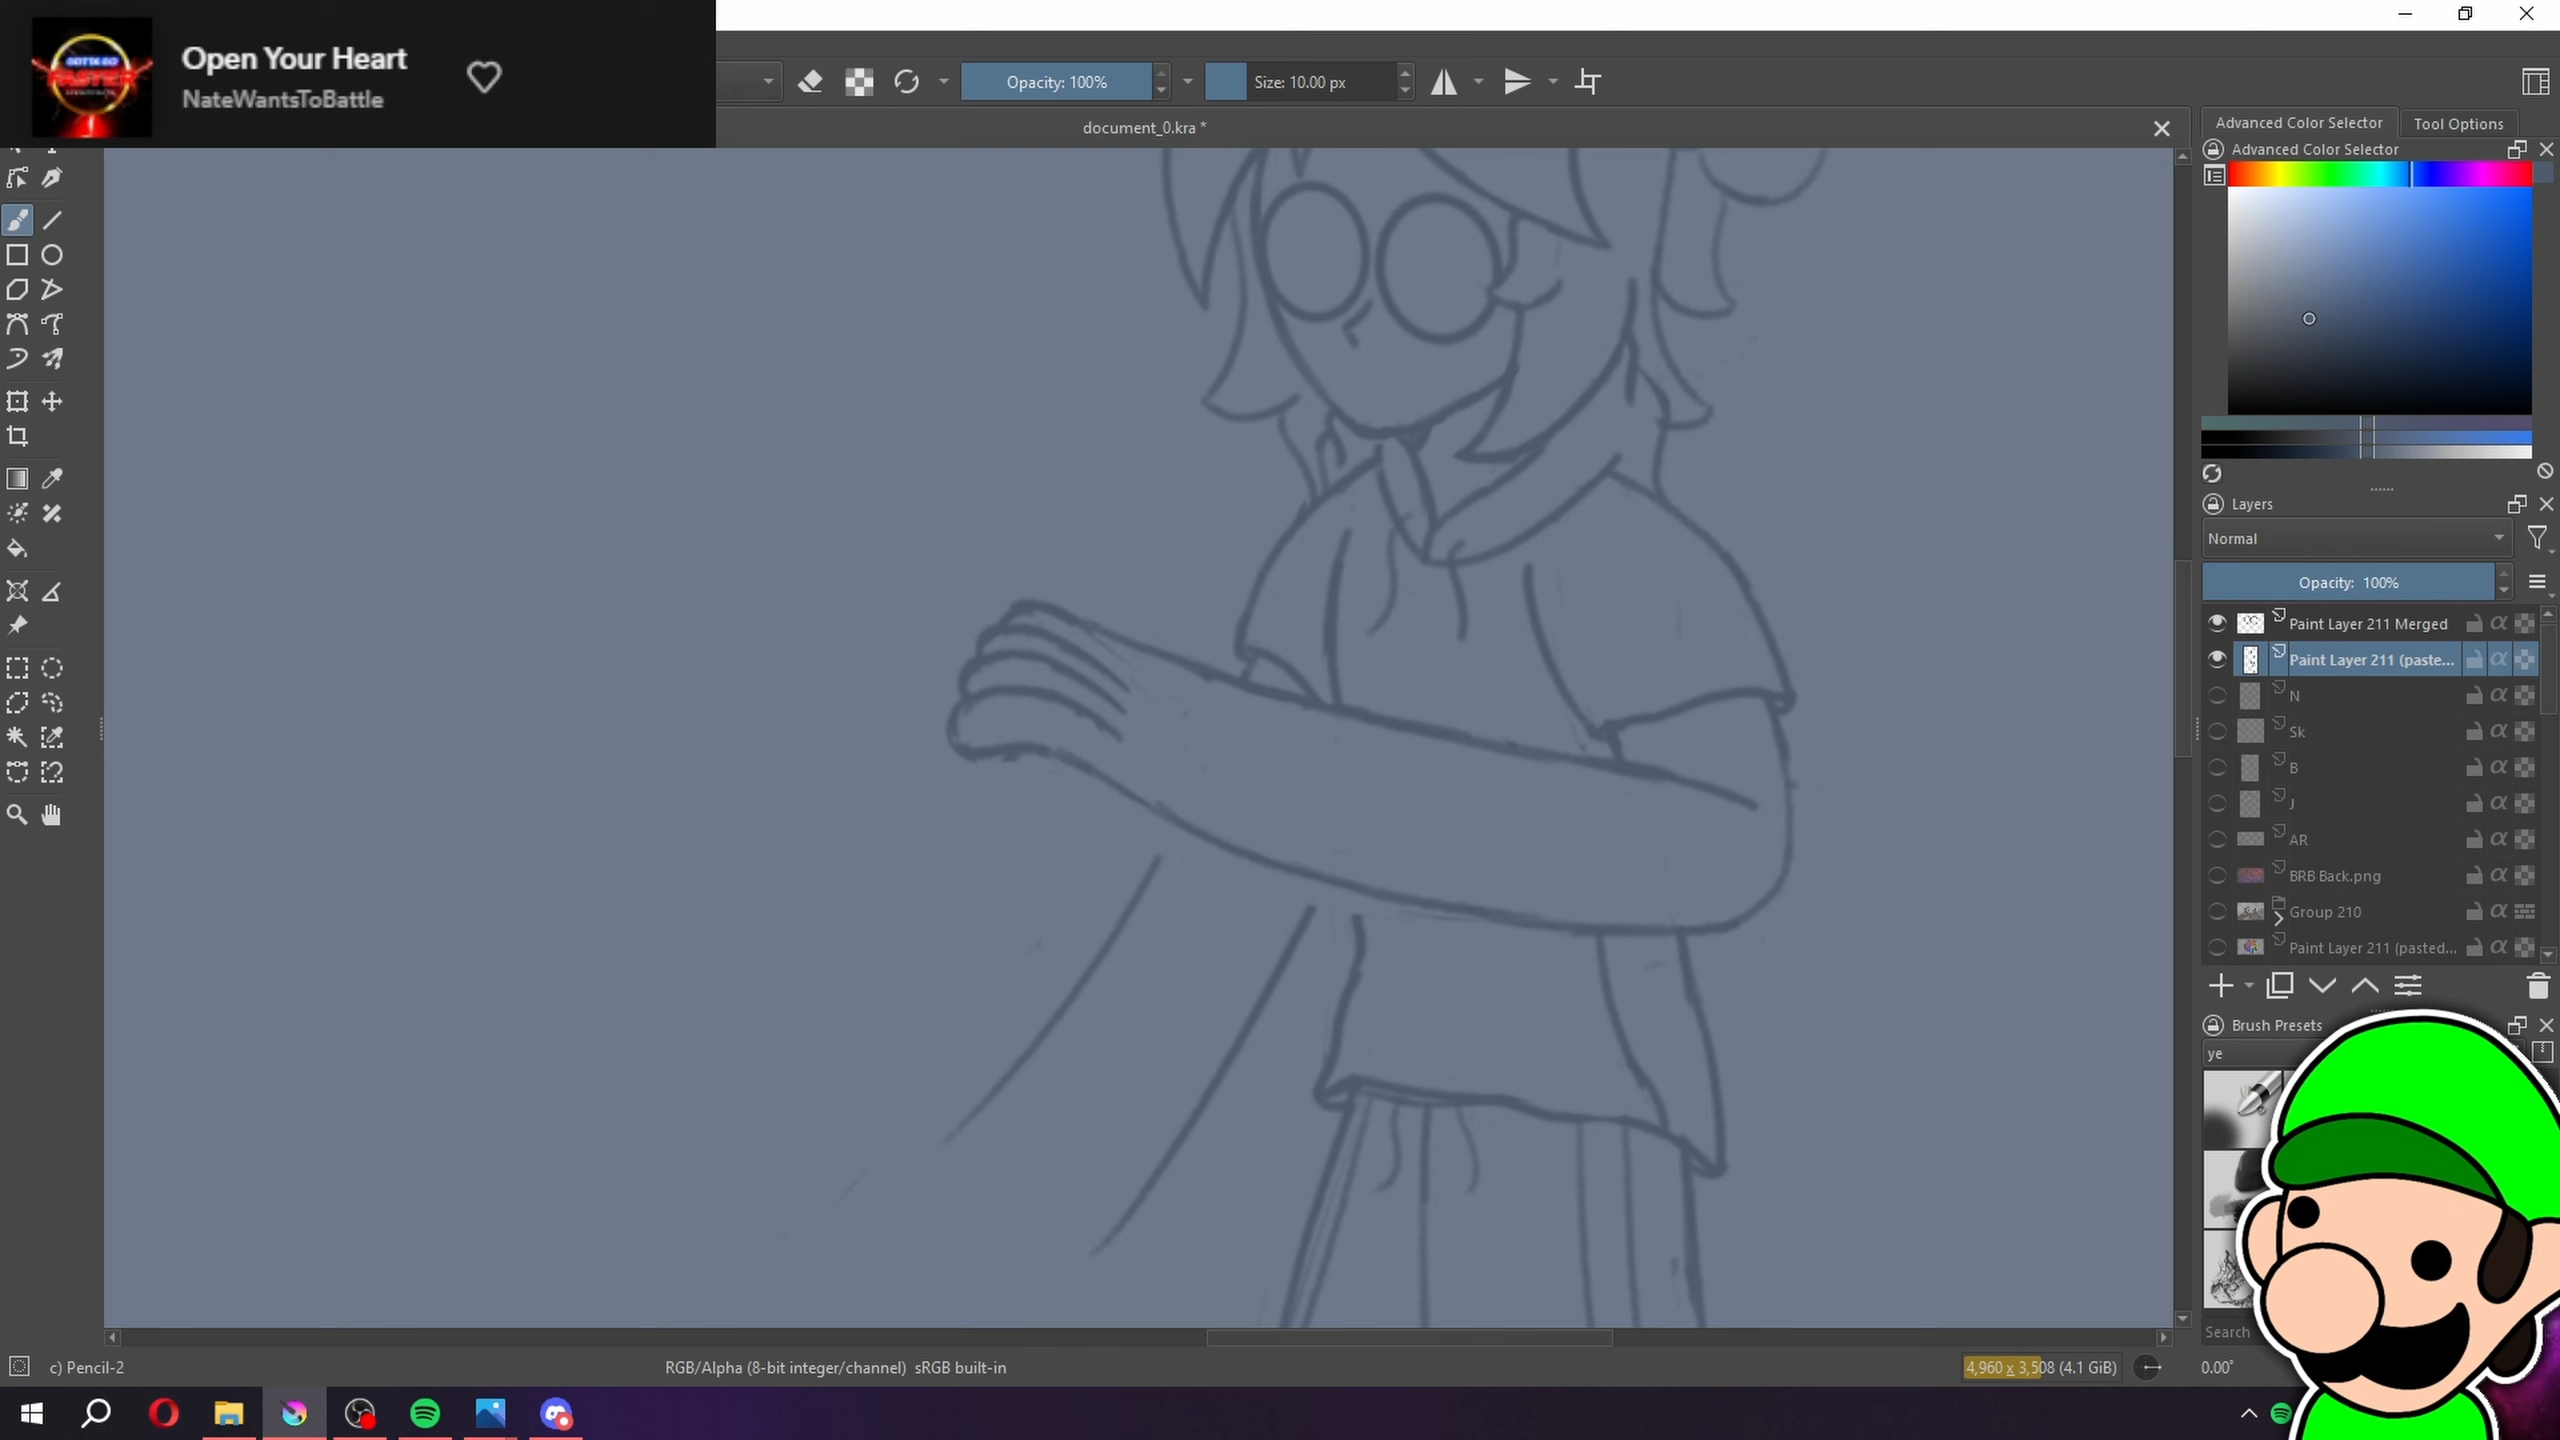 GOTTA GO
FASTER
Open Your Heart
NateWantsToBattle
Opacity: 100%
Size: 10.00 px
document_0.kra *
Advanced Color Selector
Tool Options
Advanced Color Selector
Layers
Normal
Opacity: 100%
Paint Layer 211 Merged
Paint Layer 211 (paste...
N
Sk
B
J
AR
BRB Back.png
Group 210
Paint Layer 211 (pasted...
Brush Presets
ye
Search
c) Pencil-2
RGB/Alpha (8-bit integer/channel) sRGB built-in
4,960 x 3,508 (4.1 GiB)
0.00°